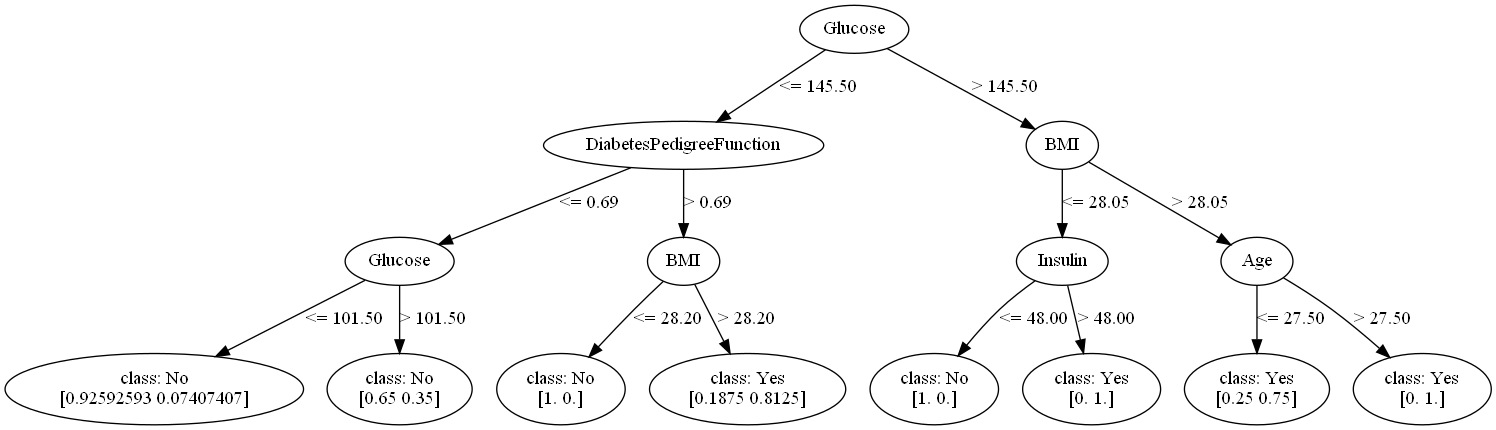 Glucose
<= 145.50
> 145.50
DiabetesPedigreeFunction
BMI
<= 0.69
> 0.69
<= 28.05
> 28.05
Glucose
BMI
Insulin
Age
<= 101.50
> 101.50
<= 28.20
> 28.20
<= 48.00
> 48.00
<= 27.50
> 27.50
class: No
[0.92592593 0.07407407]
class: No
[0.65 0.35]
class: No
[1. 0.]
class: Yes
[0.1875 0.8125]
class: No
[1. 0.]
class: Yes
[0. 1.]
class: Yes
[0.25 0.75]
class: Yes
[0. 1.]